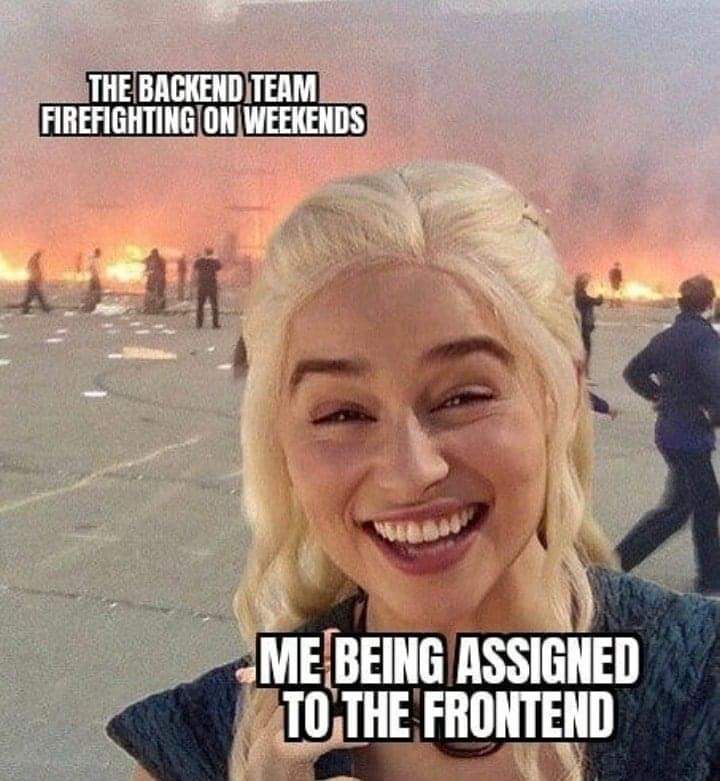 THE BACKEND TEAM
FIREFIGHTING ON WEEKENDS
ME BEING ASSIGNED
TO THE FRONTEND